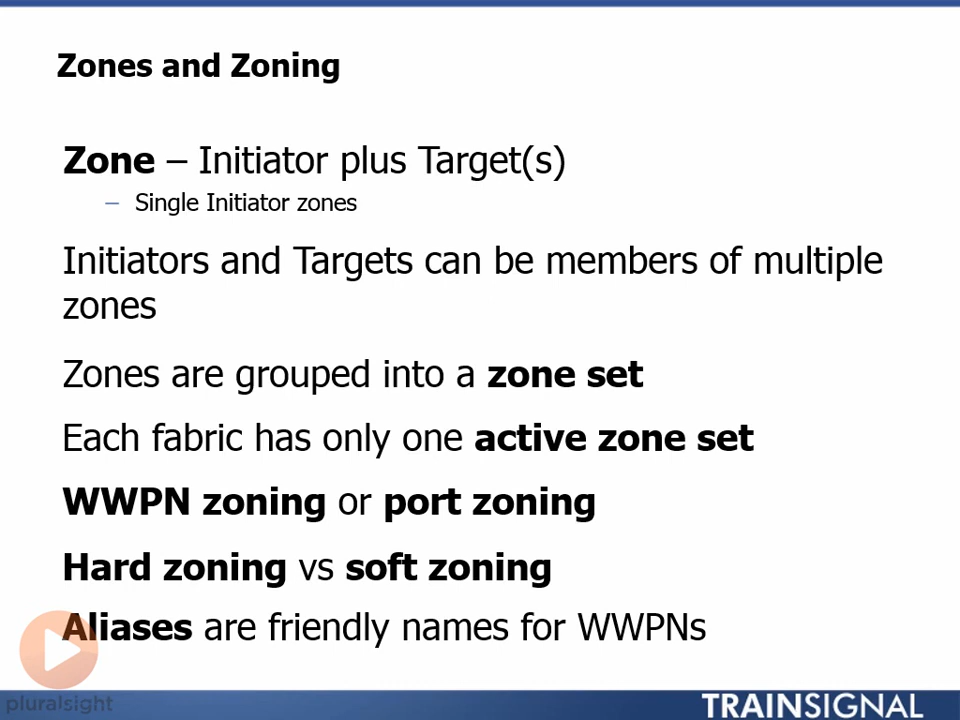 Zones and Zoning
Zone – Initiator plus Target(s)
– Single Initiator zones
Initiators and Targets can be members of multiple
zones
Zones are grouped into a zone set
Each fabric has only one active zone set
WWPN zoning or port zoning
Hard zoning vs soft zoning
Aliases are friendly names for WWPNs
pluralsight
TRAINSIGNAL